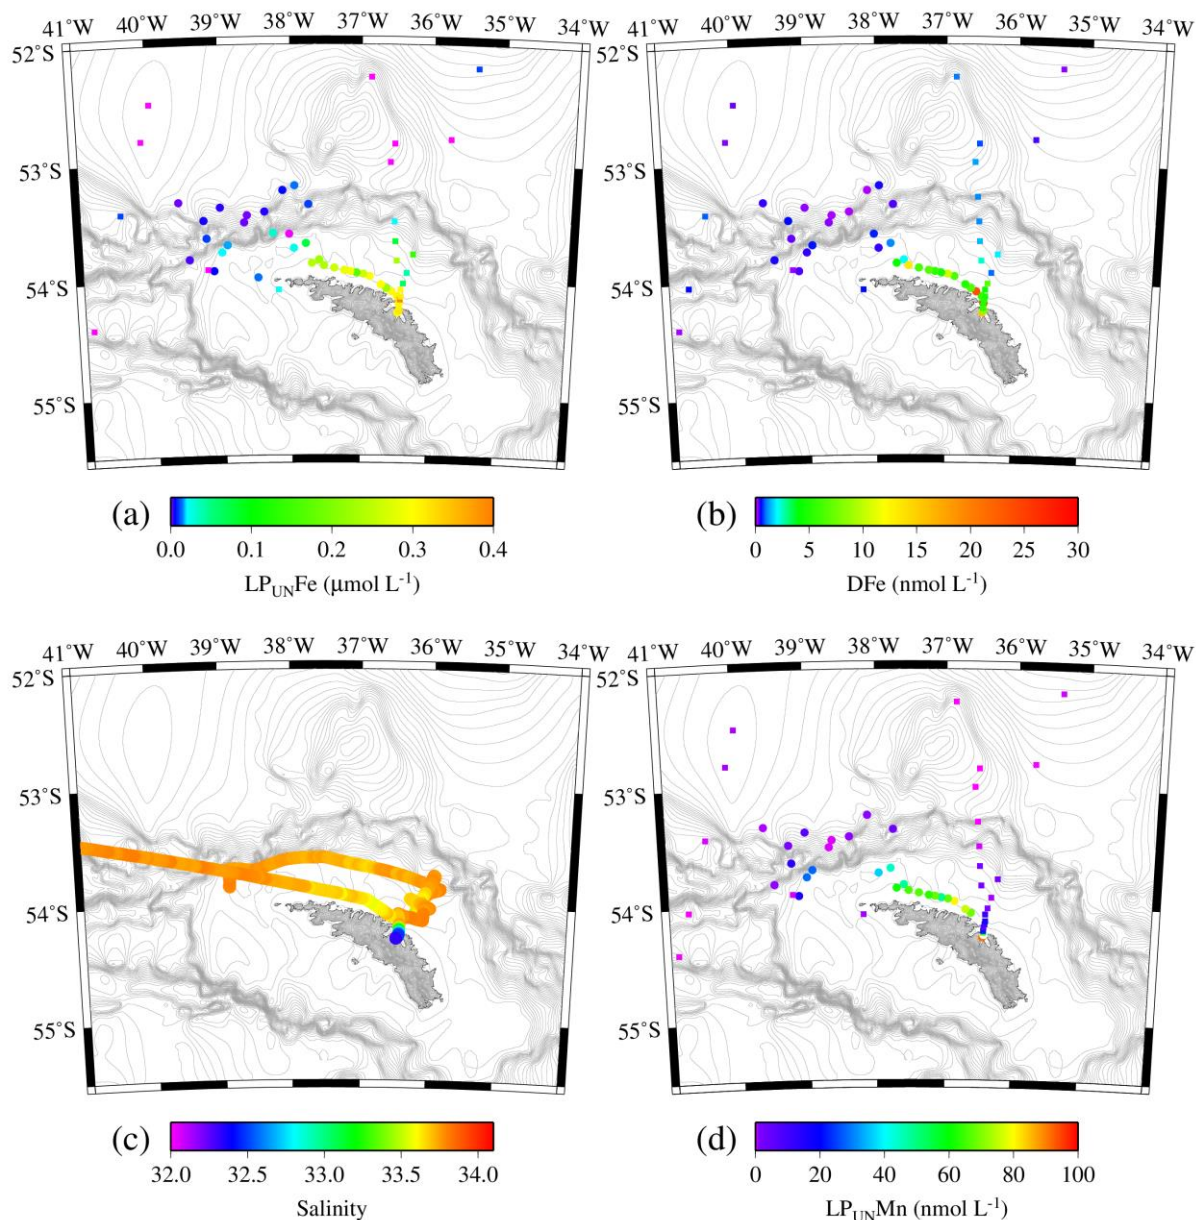 41°W 40°W 39°W 38°W 37°W 36°W 35°W 34°W
52°S
53°S
54°S
55°S
(a)
0.0 0.1 0.2 0.3 0.4
LP_UN Fe (μmol L⁻¹)
41°W 40°W 39°W 38°W 37°W 36°W 35°W 34°W
52°S
53°S
54°S
55°S
(b)
0 5 10 15 20 25 30
DFe (nmol L⁻¹)
41°W 40°W 39°W 38°W 37°W 36°W 35°W 34°W
52°S
53°S
54°S
55°S
(c)
32.0 32.5 33.0 33.5 34.0
Salinity
41°W 40°W 39°W 38°W 37°W 36°W 35°W 34°W
52°S
53°S
54°S
55°S
(d)
0 20 40 60 80 100
LP_UN Mn (nmol L⁻¹)